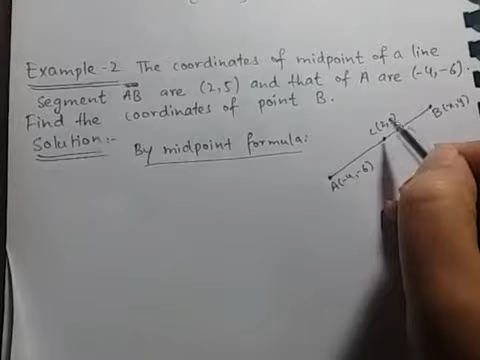 Example-2 The coordinates of midpoint of a line
Segment AB are (2,5) and that of A are (-4,-6).
Find the coordinates of point B.
Solution:-
By midpoint formula:
B(x,y)
A(-4,-6)